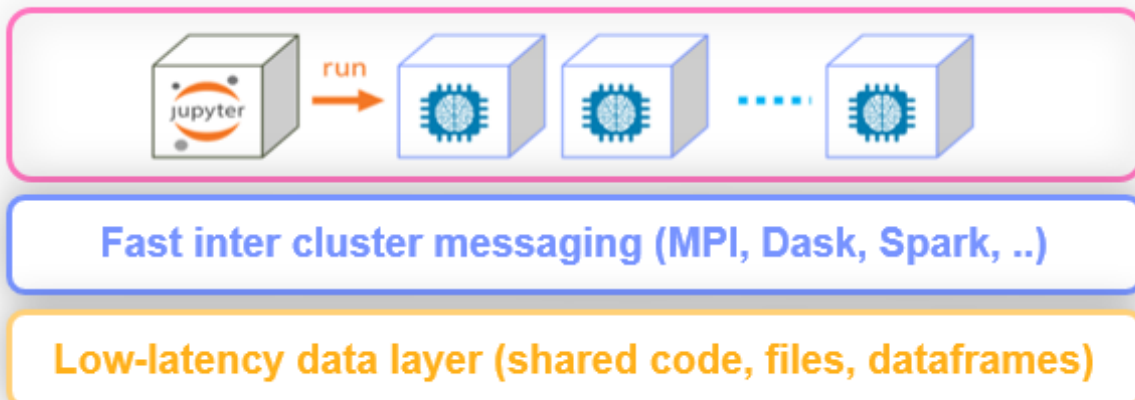 run
jupyter
Fast inter cluster messaging (MPI, Dask, Spark, ..)
Low-latency data layer (shared code, files, dataframes)